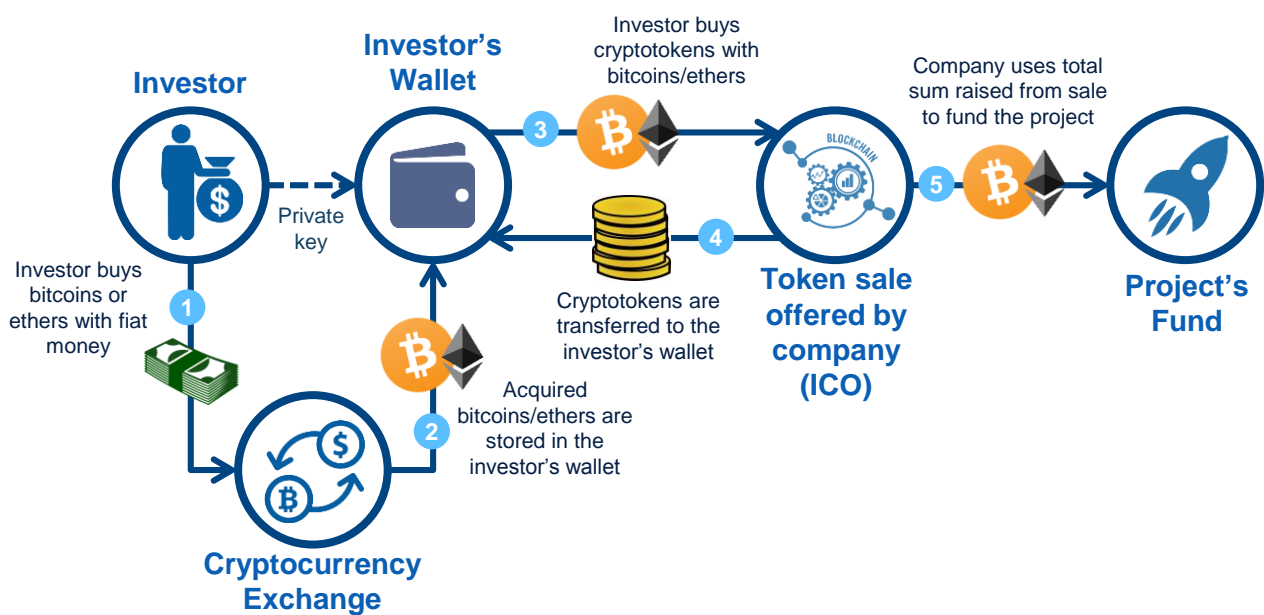 Investor
Investor’s
Wallet
Investor buys
cryptotokens with
bitcoins/ethers
Company uses total
sum raised from sale
to fund the project
3
BLOCKCHAIN
5
$
Private
key
4
Investor buys
bitcoins or
ethers with fiat
money
1
Cryptotokens are
transferred to the
investor’s wallet
Token sale
offered by
company
(ICO)
Project’s
Fund
Acquired
bitcoins/ethers are
stored in the
investor’s wallet
2
$
Cryptocurrency
Exchange